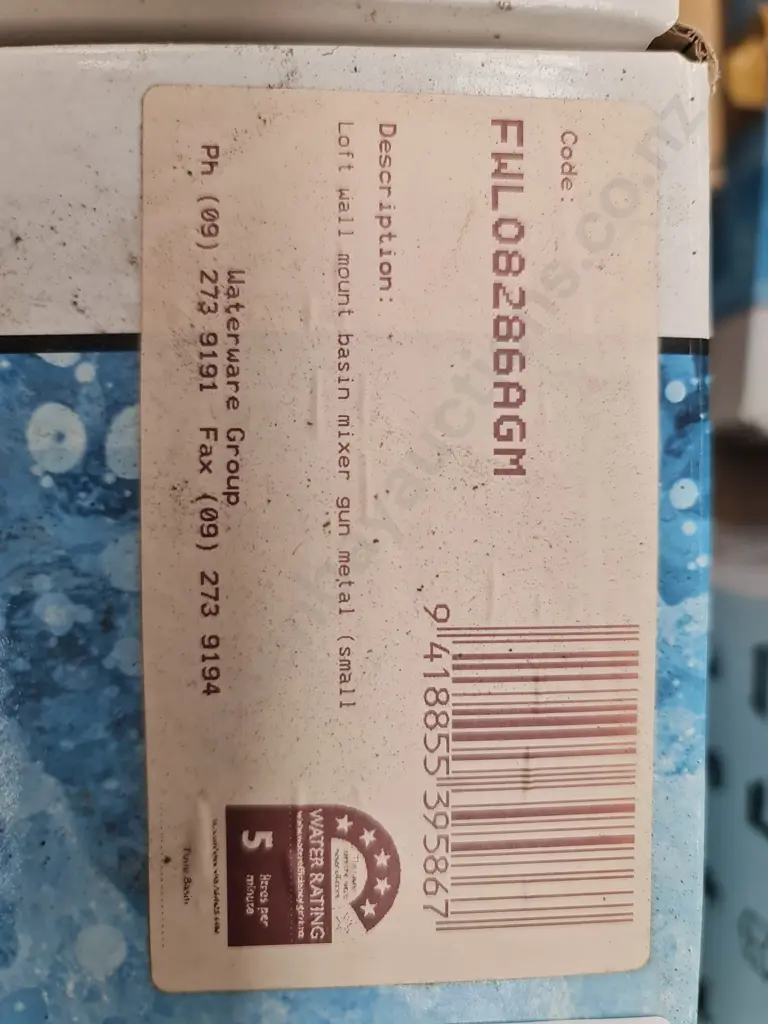 Code:
FWL08286AGM
Description:
Loft wall mount basin mixer gun metal (small
Waterware Group
Ph (09) 273 9191 Fax (09) 273 9194
9 418855 395867
WATER RATING
5
litres per
minute